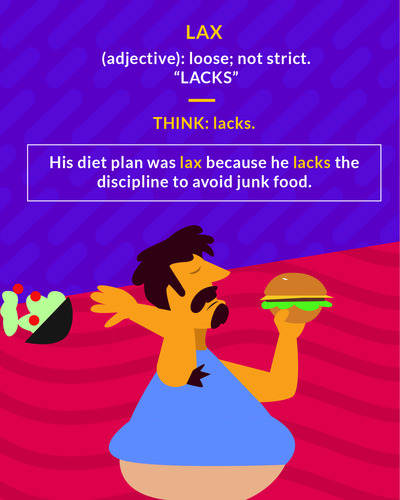 LAX
(adjective): loose; not strict.
“LACKS”
THINK: lacks.
His diet plan was lax because he lacks the
discipline to avoid junk food.